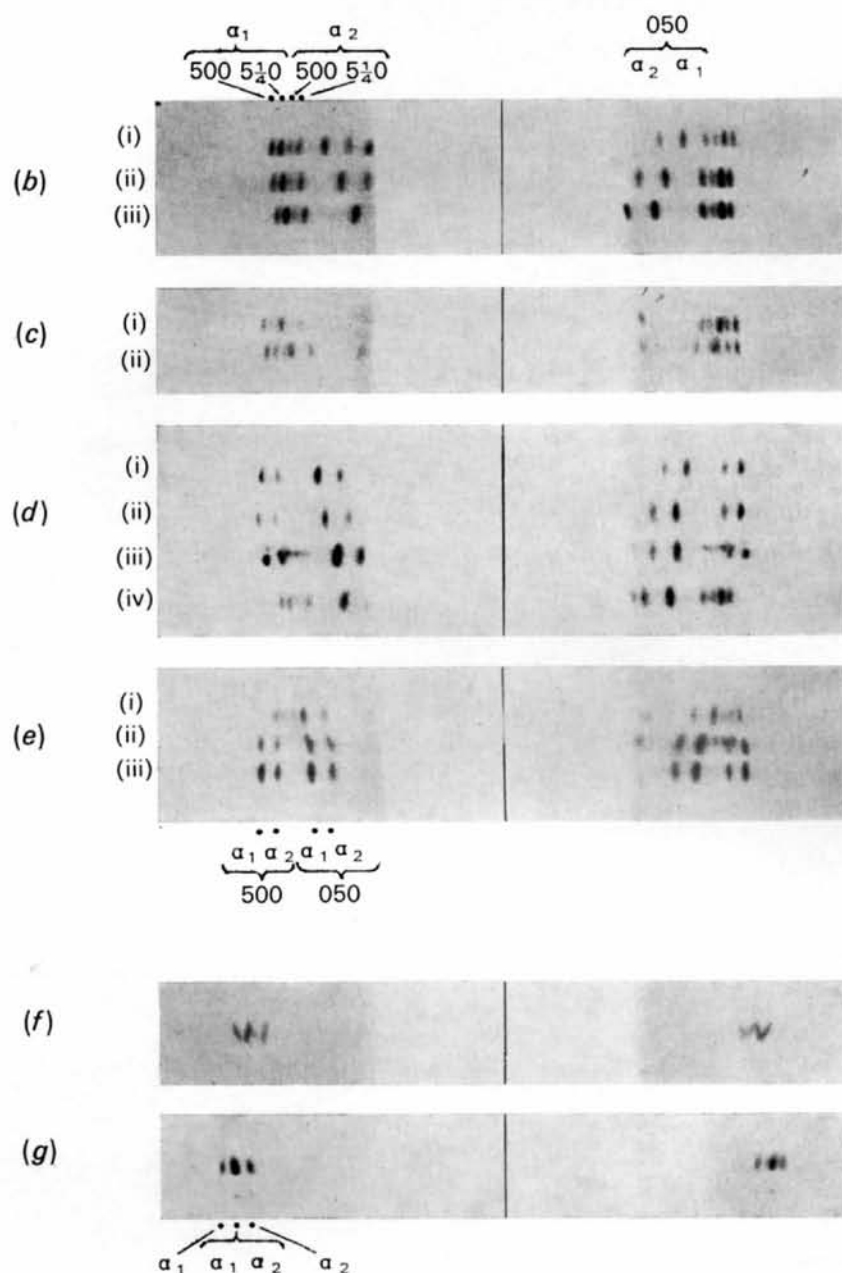 α₁ α₂ 050
500 5¼0 500 5¼0 α₂ α₁
(i)
(b) (ii)
(iii)
(i)
(c)
(ii)
(i)
(d) (ii)
(iii)
(iv)
(i)
(e) (ii)
(iii)
α₁ α₂ α₁ α₂
500 050
(f)
(g)
α₁ α₁ α₂ α₂